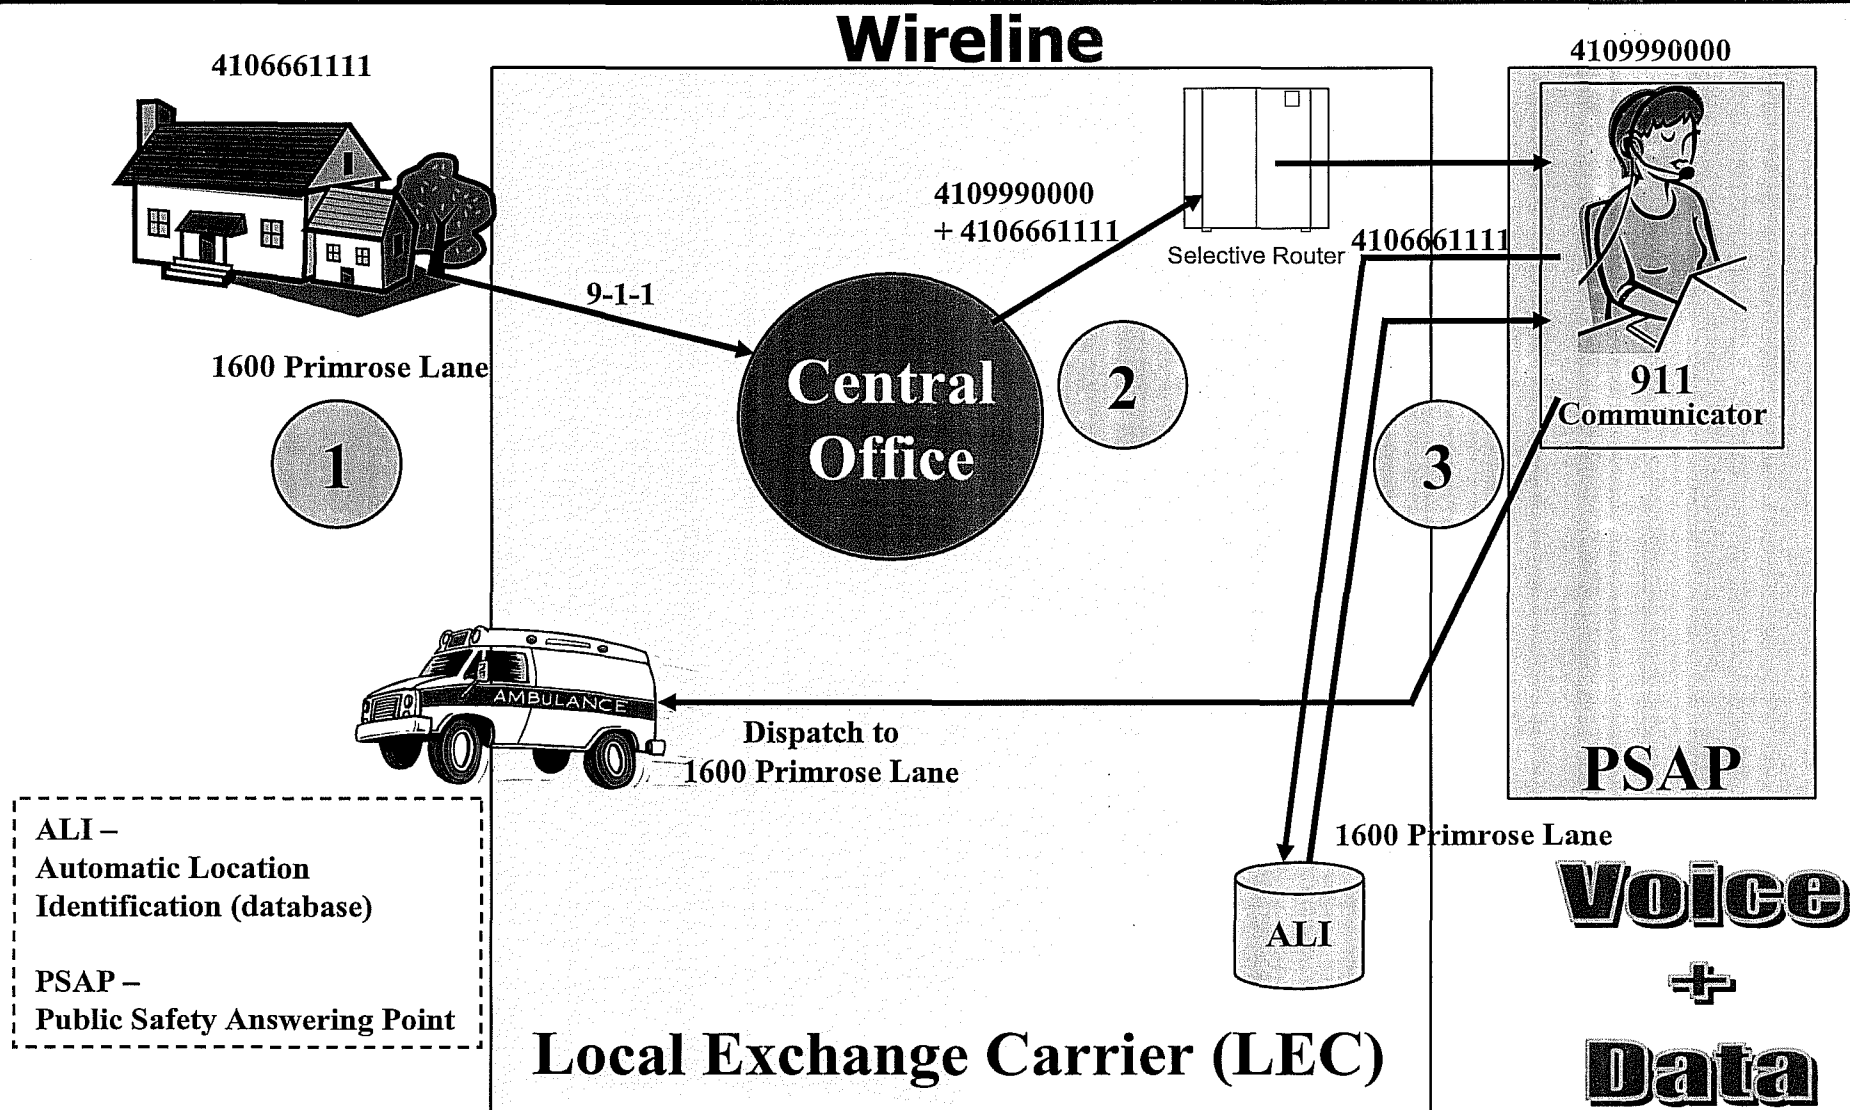 Wireline
4106661111
4109990000
4109990000
+ 4106661111
Selective Router
4106661111
9-1-1
1600 Primrose Lane
Central
Office
1
2
3
911
Communicator
AMBULANCE
Dispatch to
1600 Primrose Lane
PSAP
1600 Primrose Lane
ALI –
Automatic Location
Identification (database)
PSAP –
Public Safety Answering Point
ALI
Local Exchange Carrier (LEC)
Voice
+
Data